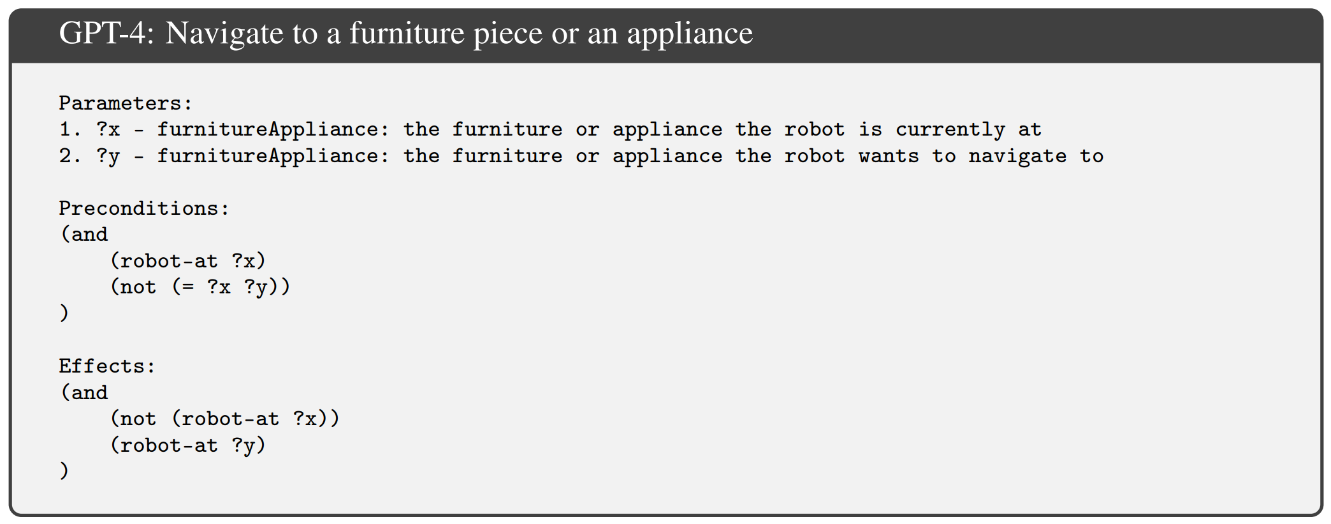 GPT-4: Navigate to a furniture piece or an appliance
Parameters:
1. ?x - furnitureAppliance: the furniture or appliance the robot is currently at
2. ?y - furnitureAppliance: the furniture or appliance the robot wants to navigate to
Preconditions:
(and
    (robot-at ?x)
    (not (= ?x ?y))
)
Effects:
(and
    (not (robot-at ?x))
    (robot-at ?y)
)